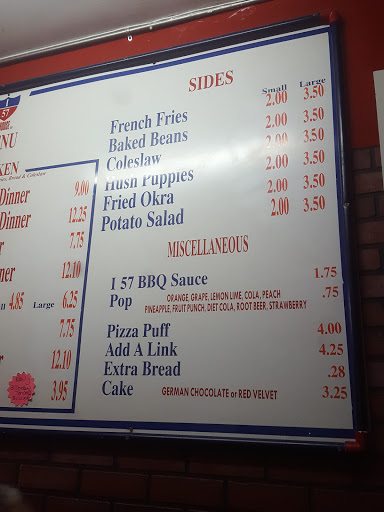 I
57
ENU
KEN
Bread & Coleslaw
Dinner 9.00
Dinner 12.25
7.75
ner 12.10
4.85 Large 6.25
7.75
12.10
3.95
SIDES
Small Large
French Fries 2.00 3.50
Baked Beans 2.00 3.50
Coleslaw 2.00 3.50
Hush Puppies 2.00 3.50
Fried Okra 2.00 3.50
Potato Salad 2.00 3.50
MISCELLANEOUS
I 57 BBQ Sauce 1.75
Pop ORANGE, GRAPE, LEMON LIME, COLA, PEACH .75
PINEAPPLE, FRUIT PUNCH, DIET COLA, ROOT BEER, STRAWBERRY
Pizza Puff 4.00
Add A Link 4.25
Extra Bread .28
Cake GERMAN CHOCOLATE or RED VELVET 3.25